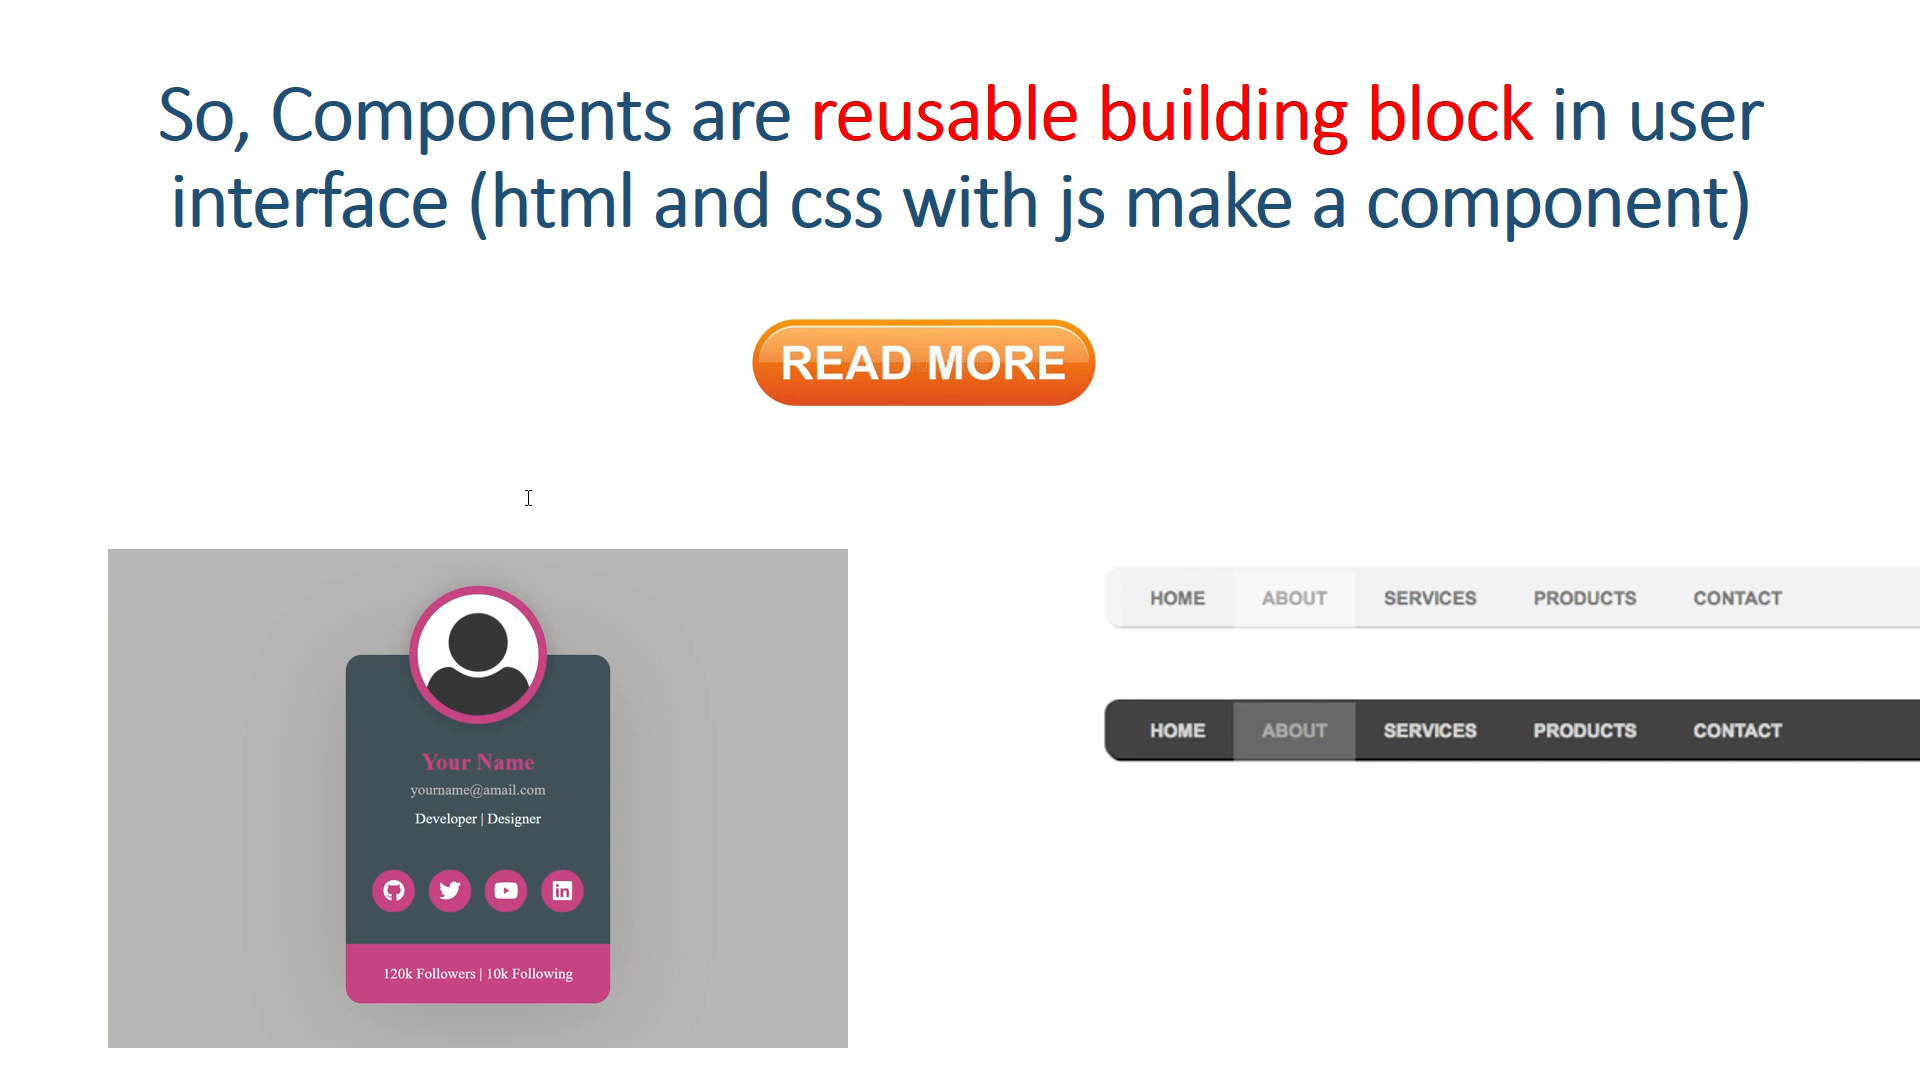 So, Components are reusable building block in user
interface (html and css with js make a component)
READ MORE
Your Name
yourname@amail.com
Developer | Designer
in
120k Followers | 10k Following
HOME ABOUT SERVICES PRODUCTS CONTACT
HOME ABOUT SERVICES PRODUCTS CONTACT